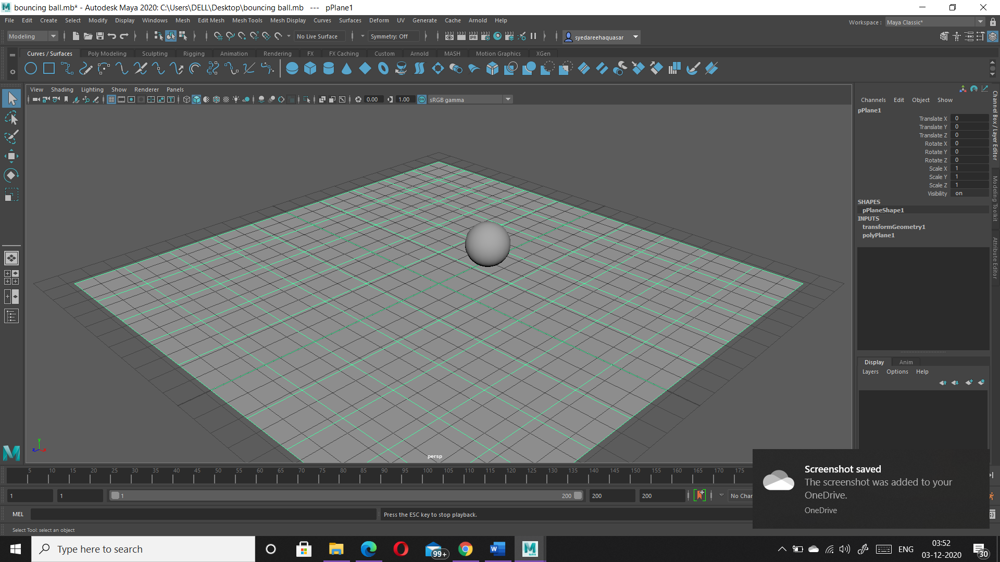 bouncing ball.mb* - Autodesk Maya 2020: C:\Users\DELL\Desktop\bouncing ball.mb --- pPlane1
File Edit Create Select Modify Display Windows Mesh Edit Mesh Mesh Tools Mesh Display Curves Surfaces Deform UV Generate Cache Arnold Help
Workspace : Maya Classic*
Modeling No Live Surface Symmetry: Off syedareehaquasar
Curves / Surfaces Poly Modeling Sculpting Rigging Animation Rendering FX FX Caching Custom Arnold MASH Motion Graphics XGen
View Shading Lighting Show Renderer Panels
0.00 1.00 ON sRGB gamma
Channels Edit Object Show
pPlane1
Translate X 0
Translate Y 0
Translate Z 0
Rotate X 0
Rotate Y 0
Rotate Z 0
Scale X 1
Scale Y 1
Scale Z 1
Visibility on
SHAPES
pPlaneShape1
INPUTS
transformGeometry1
polyPlane1
Channel Box / Layer Editor
Modeling Toolkit
Attribute Editor
Display Anim
Layers Options Help
y
z x
persp
5 10 15 20 25 30 35 40 45 50 55 60 65 70 75 80 85 90 95 100 105 110 115 120 125 130 135 140 145 150 155 160 165 170 175
1 1 1 200 200 200 No Char
MEL Press the ESC key to stop playback.
Select Tool: select an object
Screenshot saved
The screenshot was added to your
OneDrive.
OneDrive
Type here to search
99+
ENG
03:52
03-12-2020
30